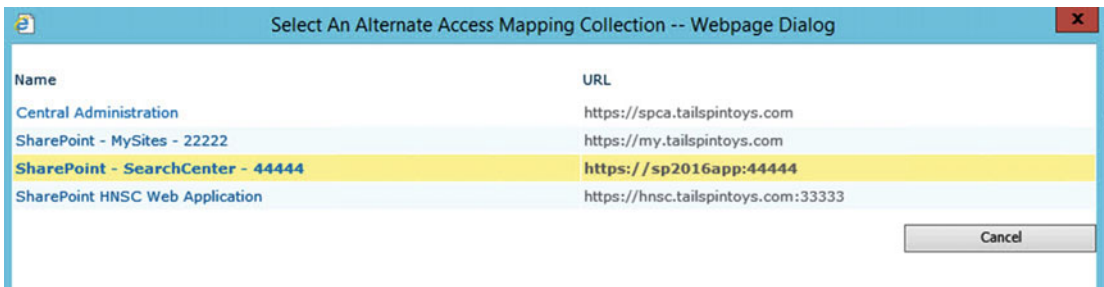 Select An Alternate Access Mapping Collection -- Webpage Dialog
x
Name URL
Central Administration https://spca.tailspintoys.com
SharePoint - MySites - 22222 https://my.tailspintoys.com
SharePoint - SearchCenter - 44444 https://sp2016app:44444
SharePoint HNSC Web Application https://hnsc.tailspintoys.com:33333
Cancel